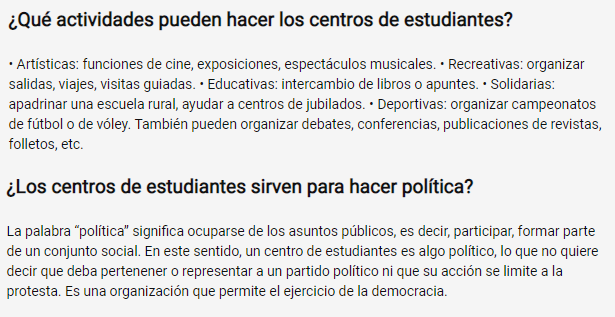 ¿Qué actividades pueden hacer los centros de estudiantes?
• Artísticas: funciones de cine, exposiciones, espectáculos musicales. • Recreativas: organizar
salidas, viajes, visitas guiadas. • Educativas: intercambio de libros o apuntes. • Solidarias:
apadrinar una escuela rural, ayudar a centros de jubilados. • Deportivas: organizar campeonatos
de fútbol o de vóley. También pueden organizar debates, conferencias, publicaciones de revistas,
folletos, etc.
¿Los centros de estudiantes sirven para hacer política?
La palabra “política” significa ocuparse de los asuntos públicos, es decir, participar, formar parte
de un conjunto social. En este sentido, un centro de estudiantes es algo político, lo que no quiere
decir que deba pertenener o representar a un partido político ni que su acción se limite a la
protesta. Es una organización que permite el ejercicio de la democracia.